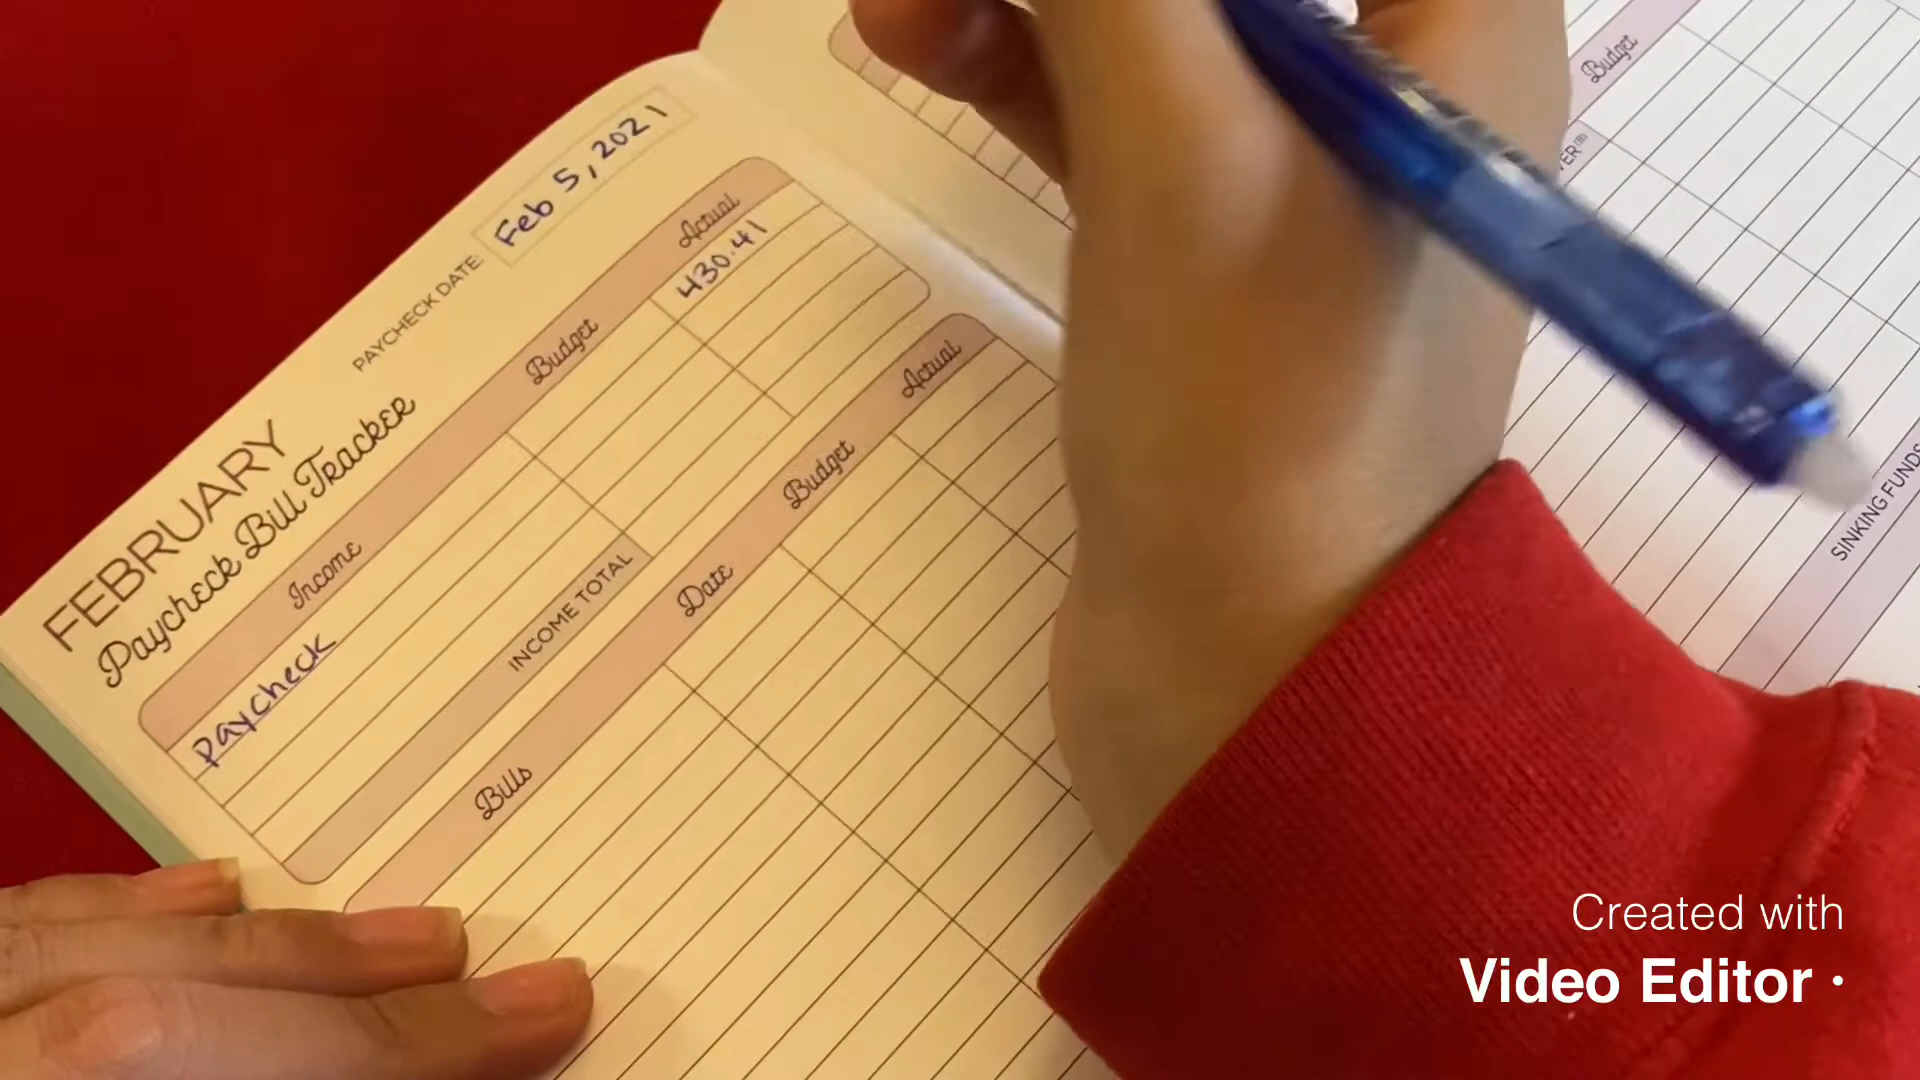 FEBRUARY
Paycheck Bill Tracker
PAYCHECK DATE: Feb 5, 2021
Income Budget Actual
Paycheck 430.41
INCOME TOTAL
Bills Date Budget Actual
Budget
SINKING FUNDS
Created with
Video Editor •